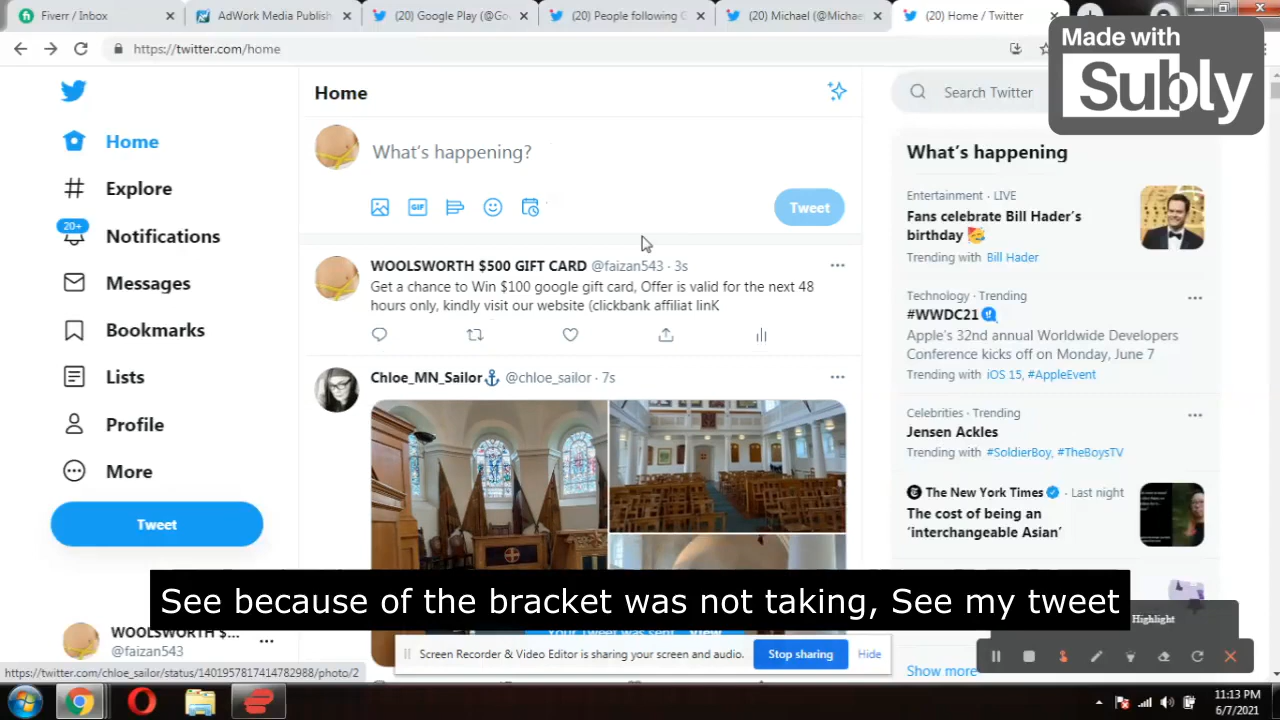 Fiverr / Inbox
AdWork Media Publish
(20) Google Play (@Go
(20) People following G
(20) Michael (@Michae
(20) Home / Twitter
https://twitter.com/home
Made with
Subly
Home
Search Twitter
Home
Explore
20+
Notifications
Messages
Bookmarks
Lists
Profile
More
Tweet
What's happening?
GIF
Tweet
WOOLSWORTH $500 GIFT CARD @faizan543 · 3s
Get a chance to Win $100 google gift card, Offer is valid for the next 48
hours only, kindly visit our website (clickbank affiliat linK
Chloe_MN_Sailor @chloe_sailor · 7s
What's happening
Entertainment · LIVE
Fans celebrate Bill Hader's
birthday
Trending with Bill Hader
Technology · Trending
#WWDC21
Apple's 32nd annual Worldwide Developers
Conference kicks off on Monday, June 7
Trending with iOS 15, #AppleEvent
Celebrities · Trending
Jensen Ackles
Trending with #SoldierBoy, #TheBoysTV
The New York Times · Last night
The cost of being an
'interchangeable Asian'
See because of the bracket was not taking, See my tweet
Highlight
Your Tweet was sent View
WOOLSWORTH $...
@faizan543
Screen Recorder & Video Editor is sharing your screen and audio.
Stop sharing
Hide
Show more
https://twitter.com/chloe_sailor/status/1401957817414782988/photo/2
11:13 PM
6/7/2021